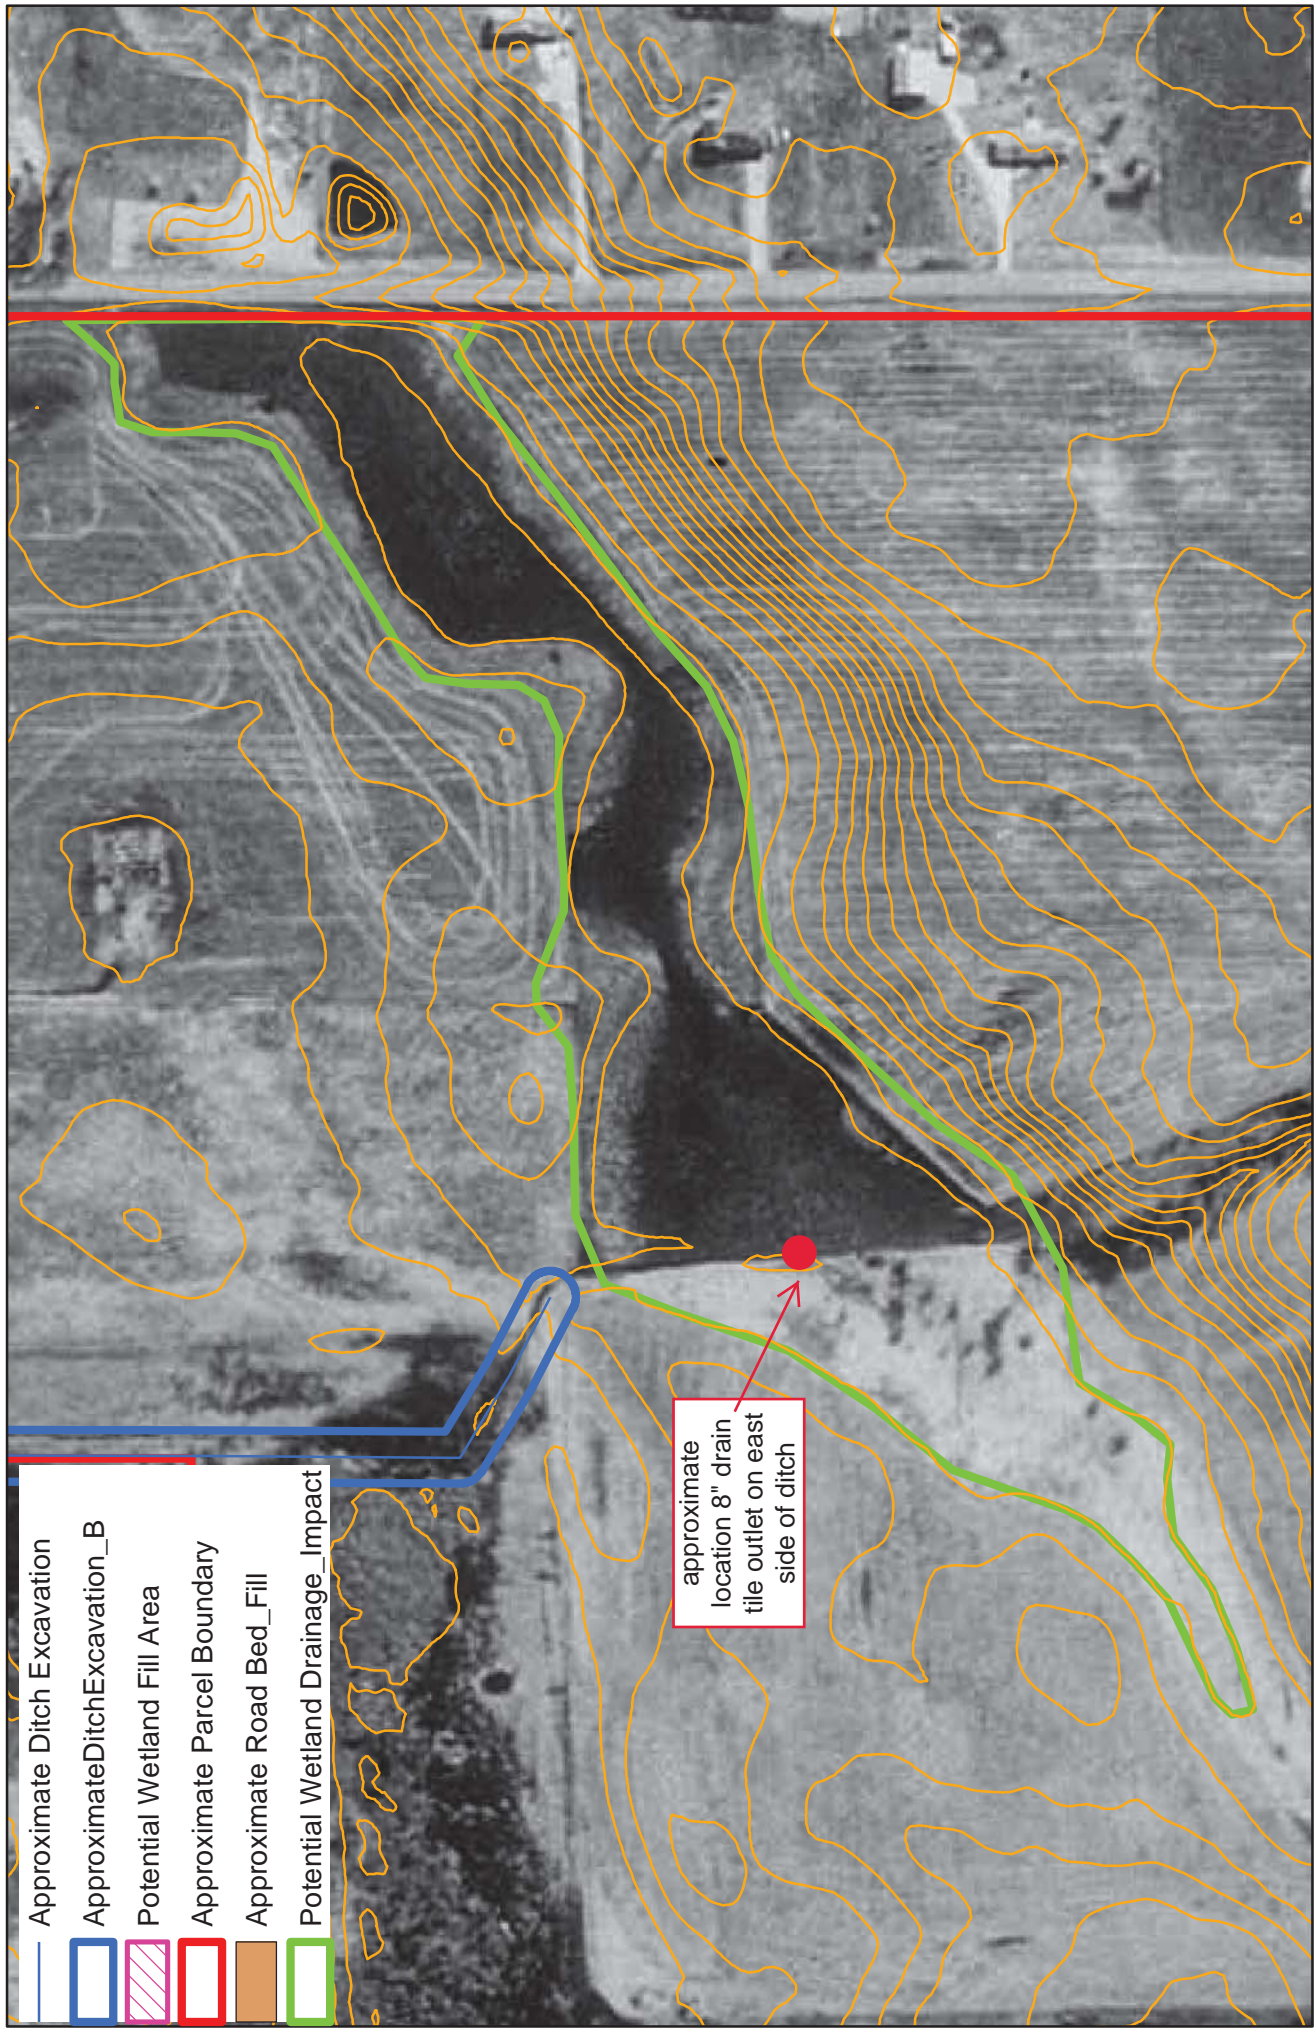 Approximate Ditch Excavation
ApproximateDitchExcavation_B
Potential Wetland Fill Area
Approximate Parcel Boundary
Approximate Road Bed_Fill
Potential Wetland Drainage_Impact
approximate
location 8" drain
tile outlet on east
side of ditch